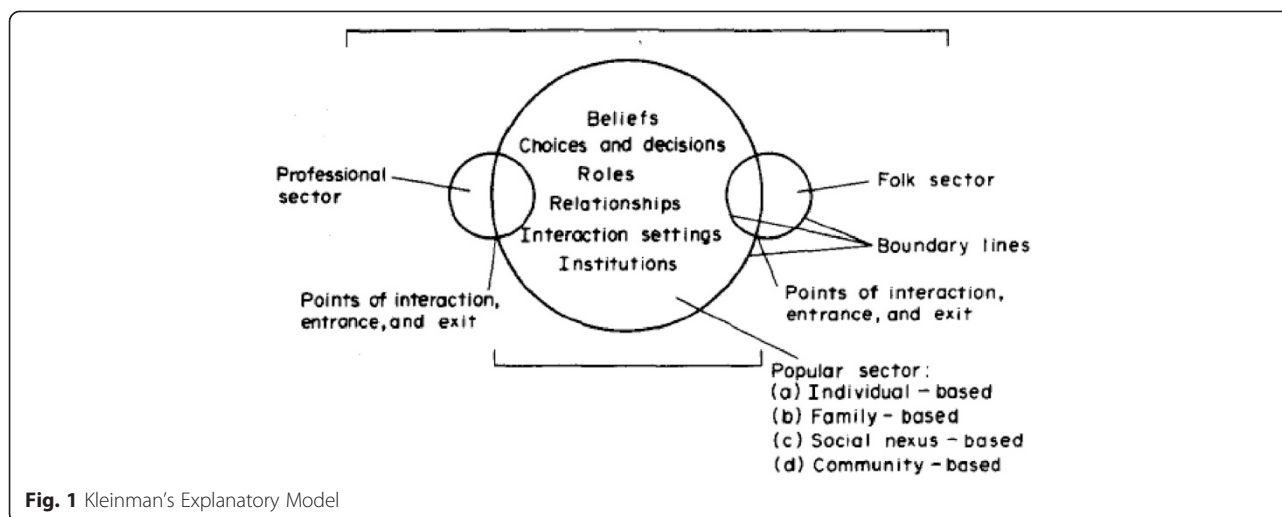 Beliefs
Choices and decisions
Roles
Relationships
Interaction settings
Institutions
Professional
sector
Folk sector
Boundary lines
Points of interaction,
entrance, and exit
Points of interaction,
entrance, and exit
Popular sector:
(a) Individual - based
(b) Family - based
(c) Social nexus - based
(d) Community - based
Fig. 1 Kleinman's Explanatory Model